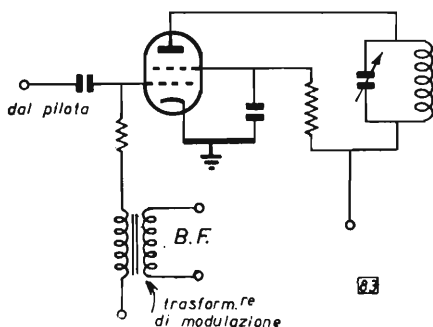 dal pilota
B.F.
83
trasform.re
di modulazione